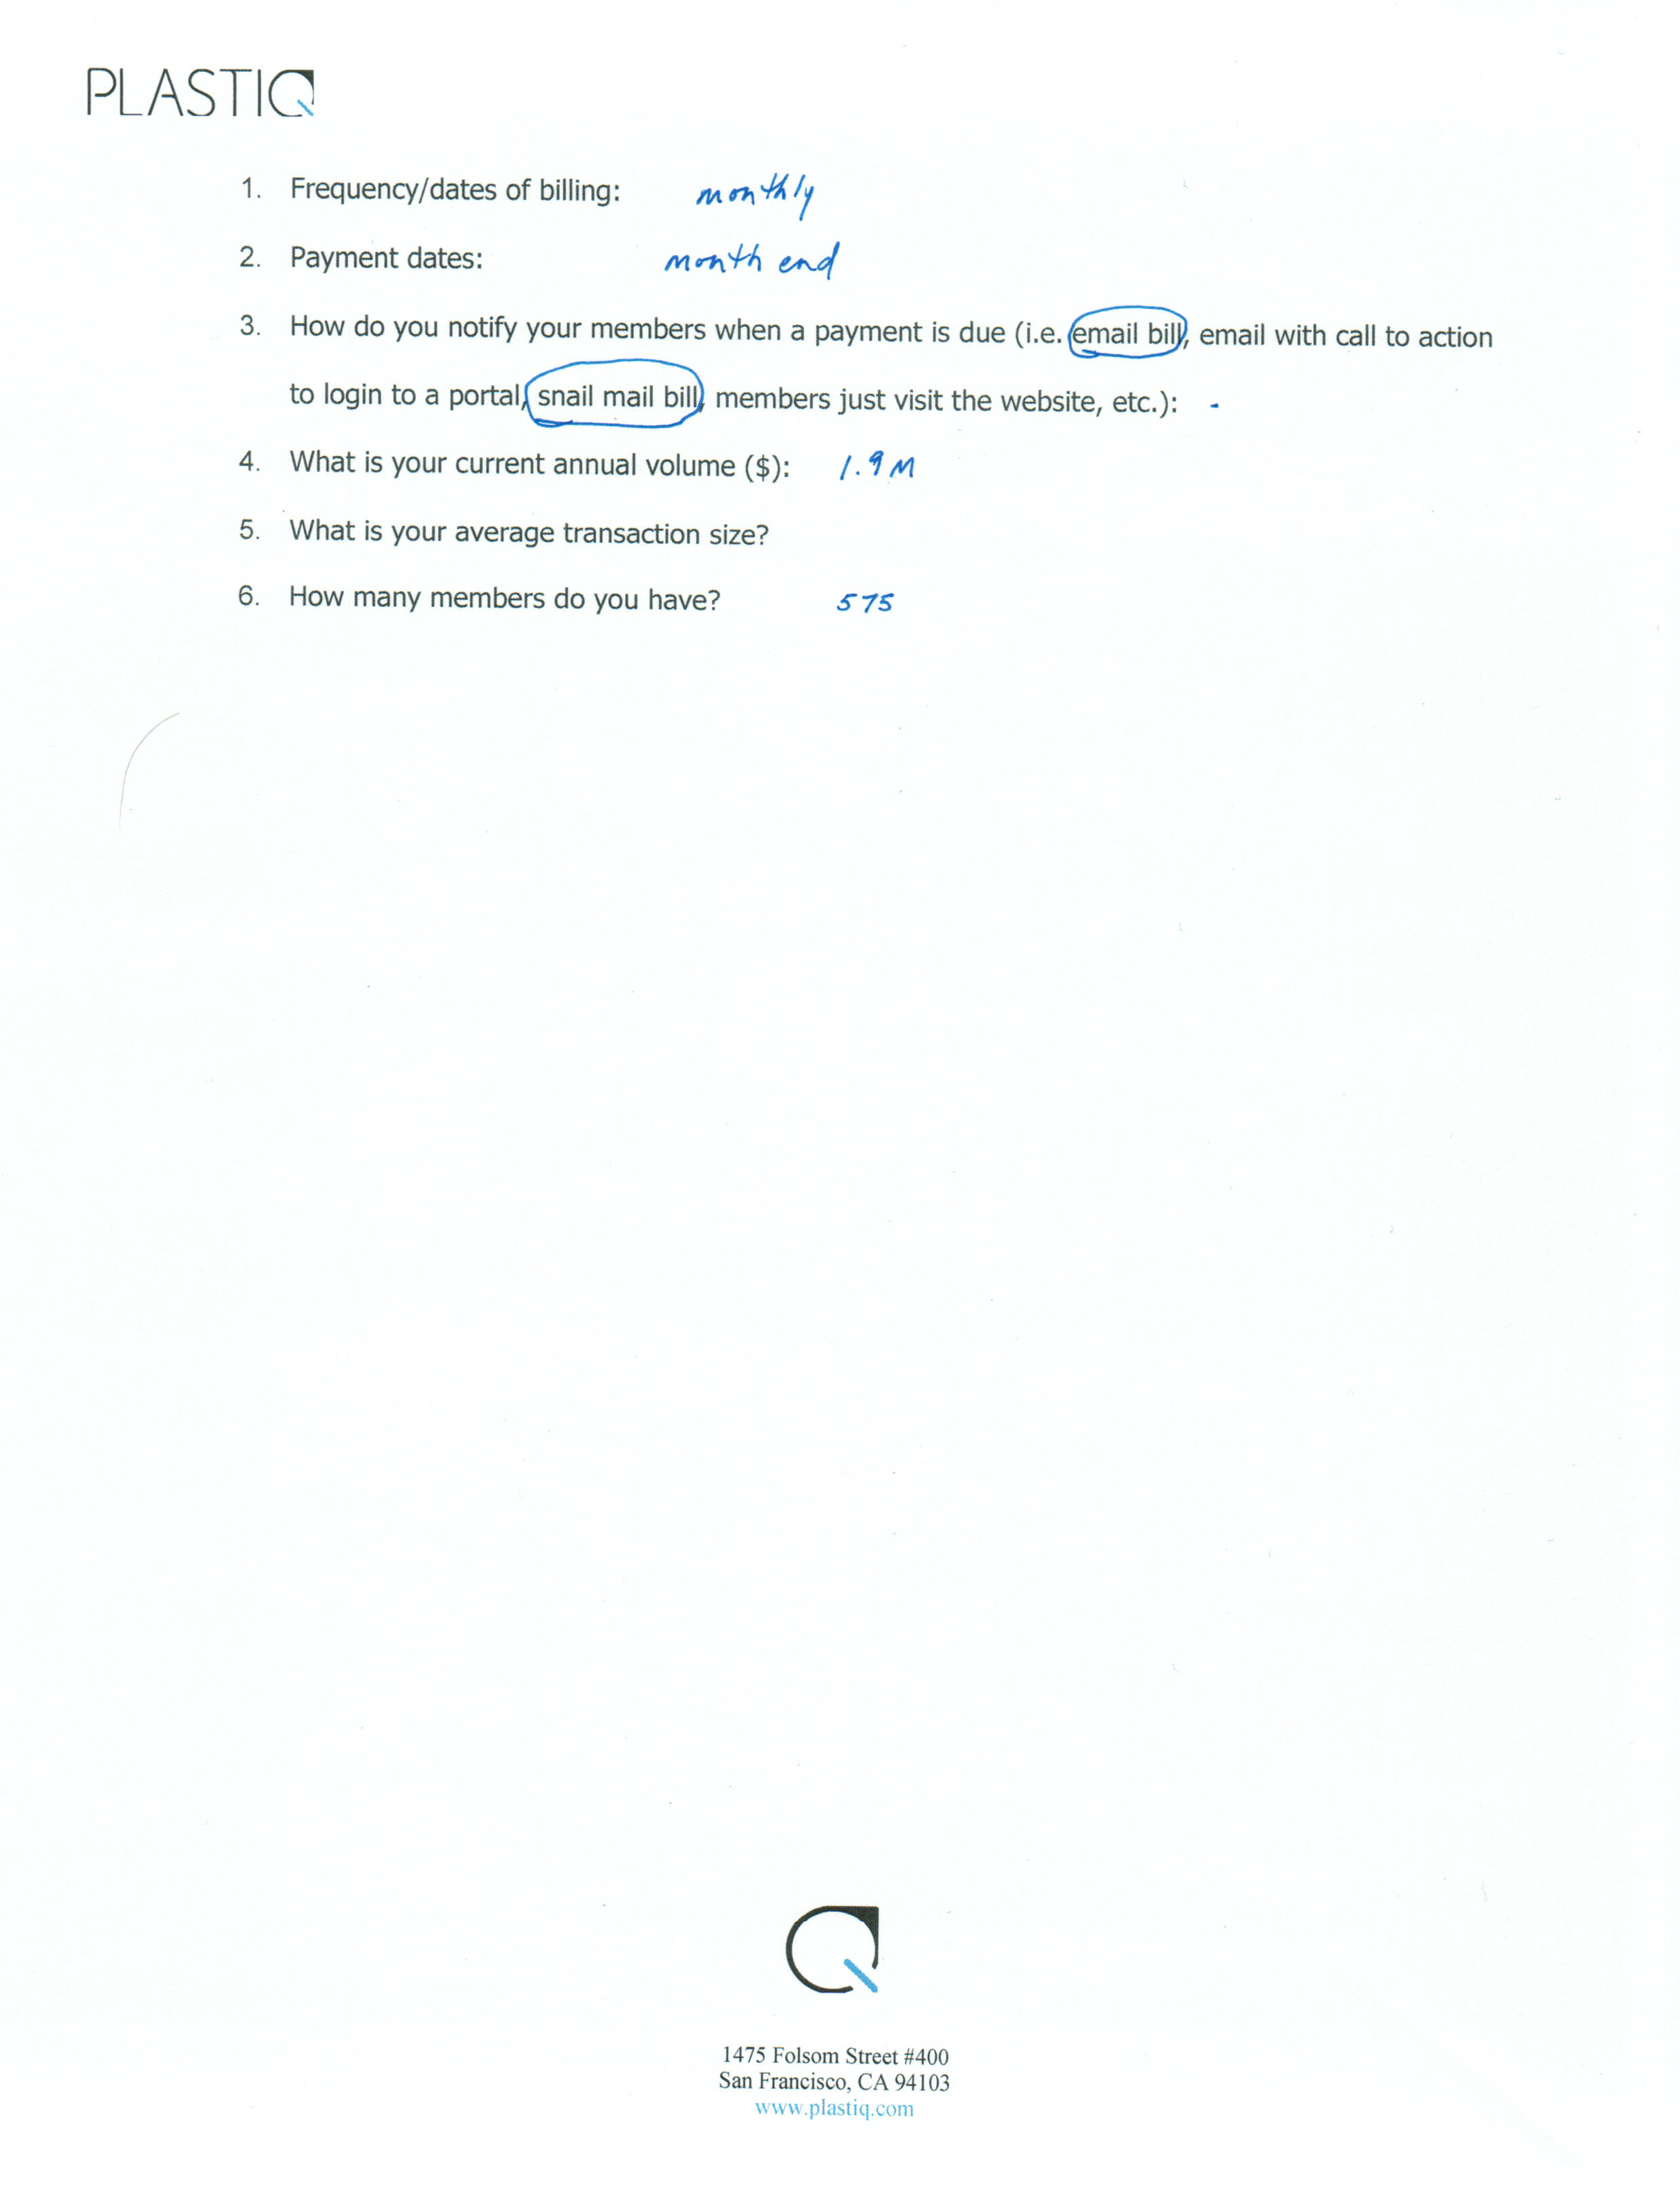 PLASTIQ
1. Frequency/dates of billing: monthly
2. Payment dates: month end
3. How do you notify your members when a payment is due (i.e. email bill, email with call to action
to login to a portal, snail mail bill, members just visit the website, etc.): -
4. What is your current annual volume ($): 1.9M
5. What is your average transaction size?
6. How many members do you have? 575
Q
1475 Folsom Street #400
San Francisco, CA 94103
www.plastiq.com